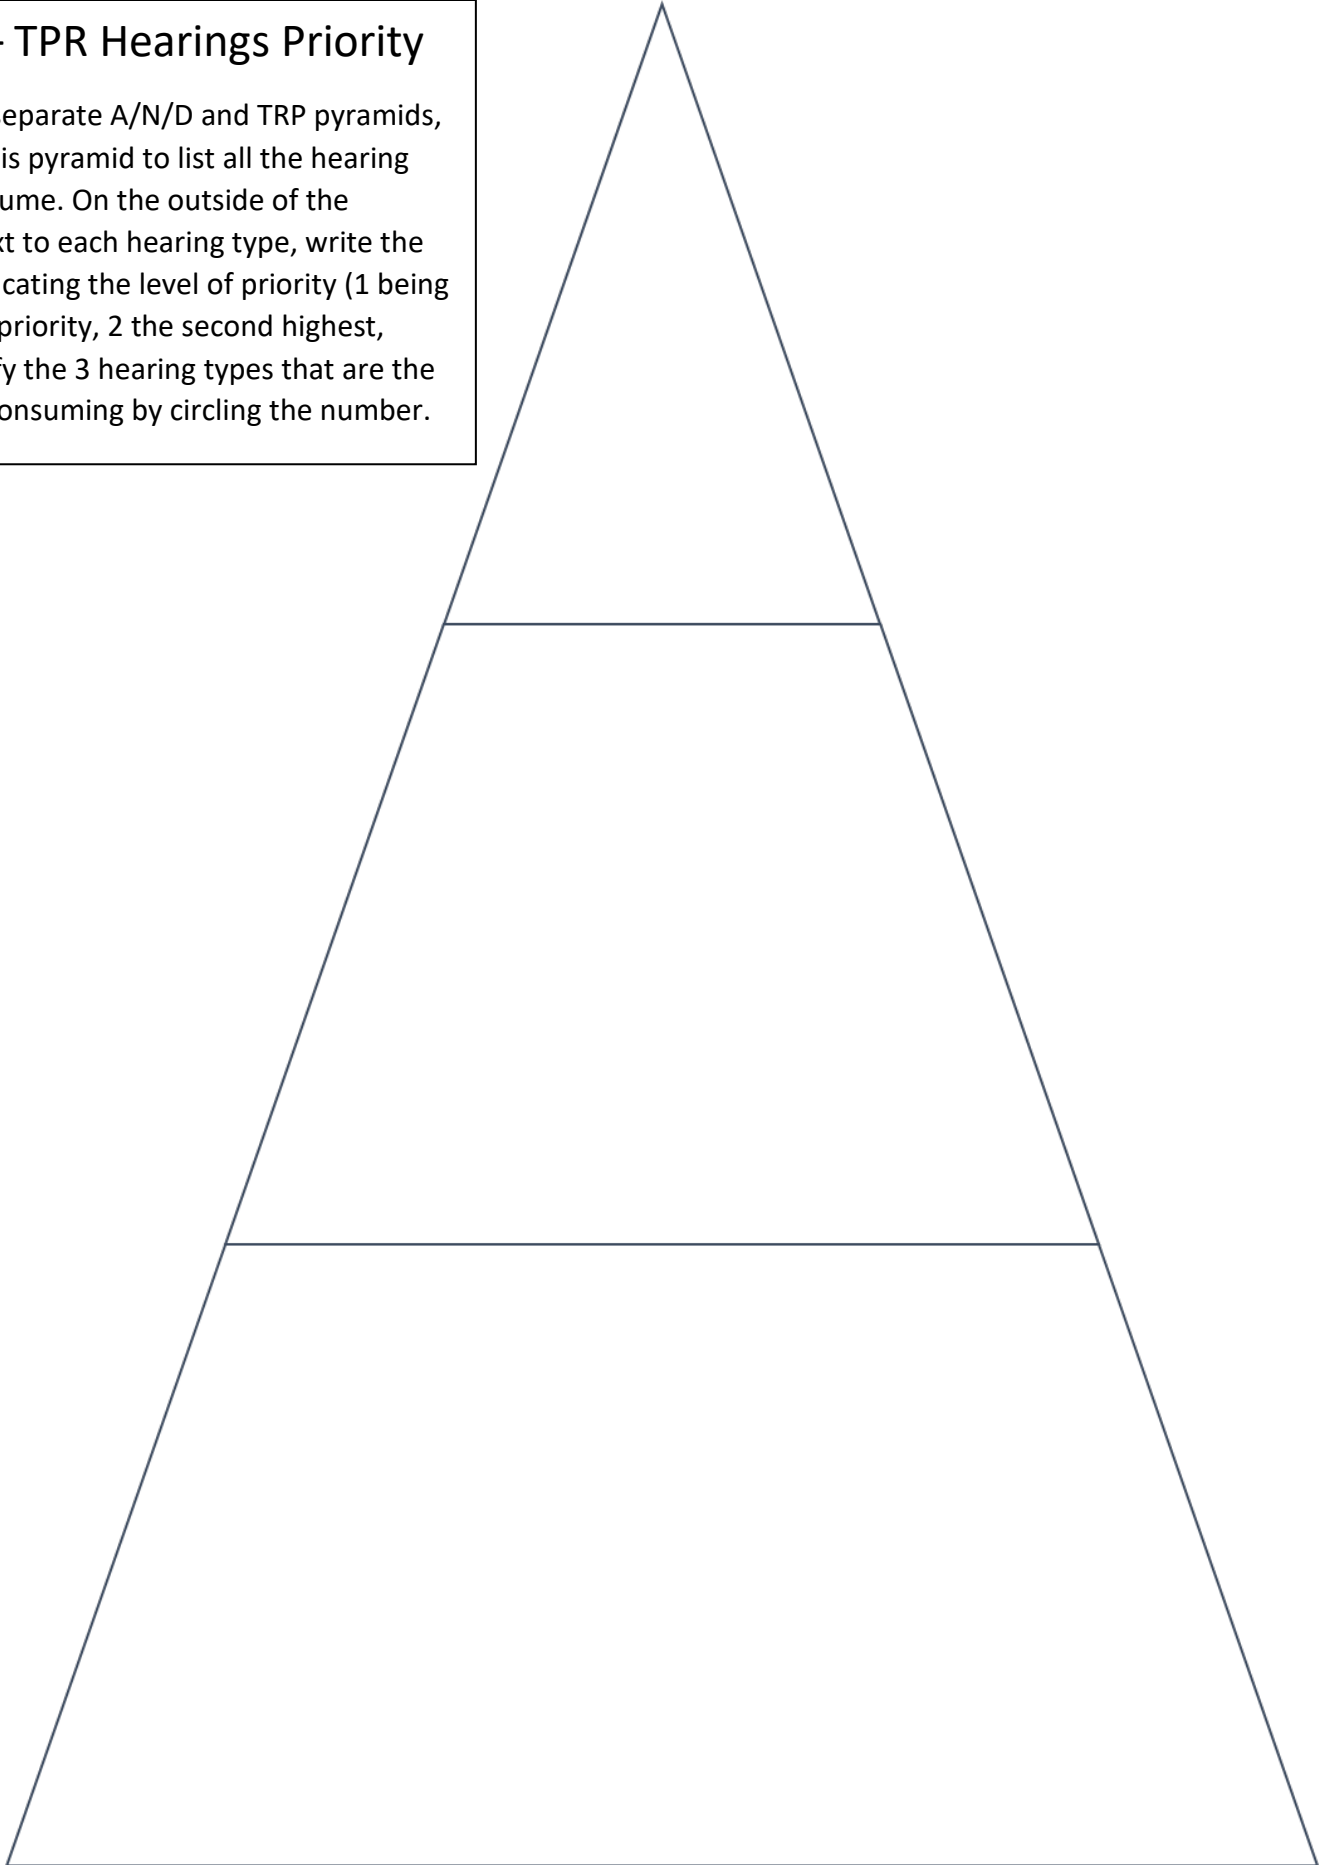 - TPR Hearings Priority
separate A/N/D and TRP pyramids,
is pyramid to list all the hearing
ume. On the outside of the
xt to each hearing type, write the
cating the level of priority (1 being
priority, 2 the second highest,
fy the 3 hearing types that are the
onsuming by circling the number.